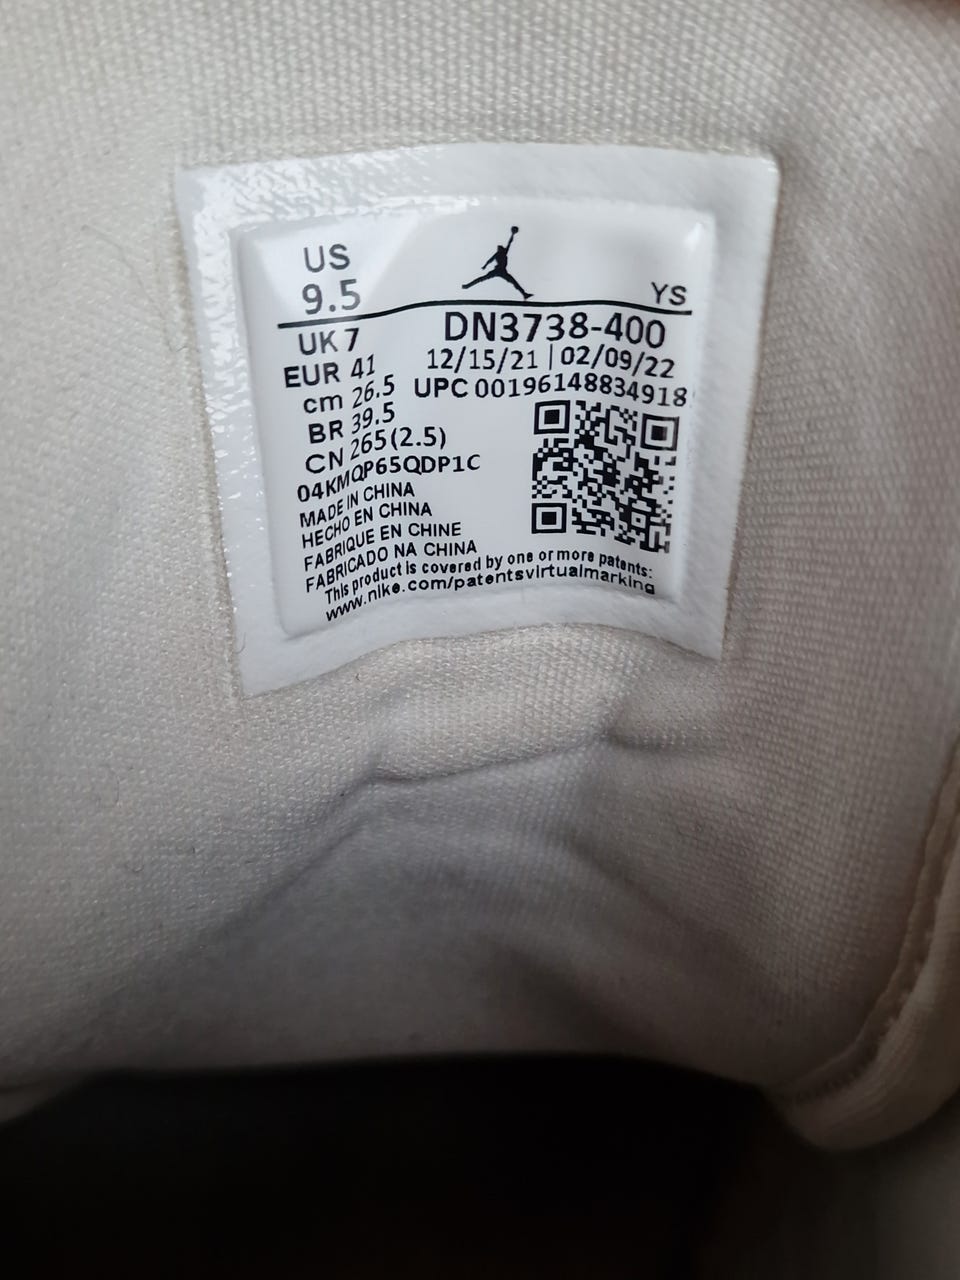 US
9.5
YS
UK 7
EUR 41
cm 26.5
BR 39.5
CN 265(2.5)
DN3738-400
12/15/21 | 02/09/22
UPC 00196148834918
04KMQP65QDP1C
MADE IN CHINA
HECHO EN CHINA
FABRIQUE EN CHINE
FABRICADO NA CHINA
This product is covered by one or more patents:
www.nike.com/patentsvirtualmarking